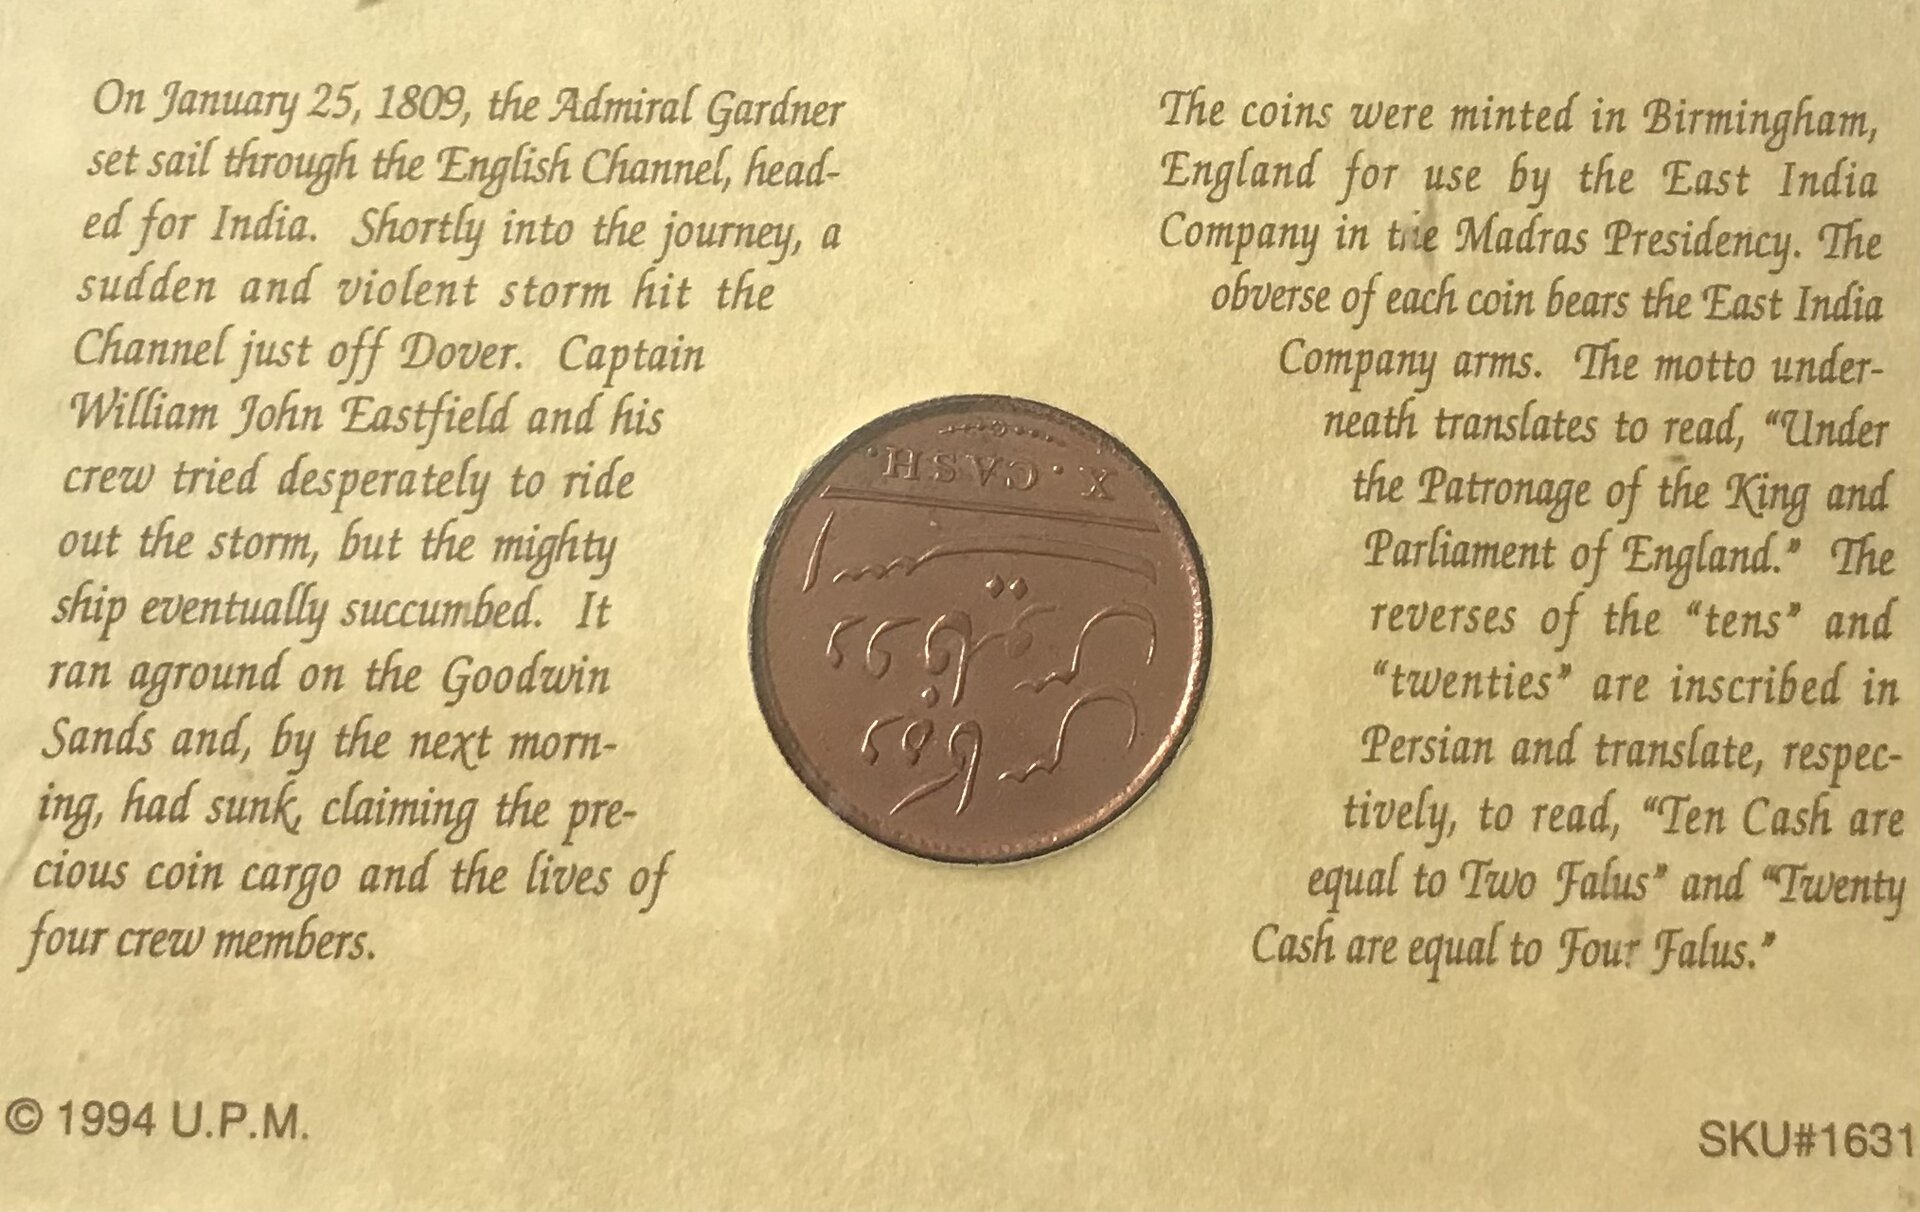 On January 25, 1809, the Admiral Gardner
set sail through the English Channel, head-
ed for India. Shortly into the journey, a
sudden and violent storm hit the
Channel just off Dover. Captain
William John Eastfield and his
crew tried desperately to ride
out the storm, but the mighty
ship eventually succumbed. It
ran aground on the Goodwin
Sands and, by the next morn-
ing, had sunk, claiming the pre-
cious coin cargo and the lives of
four crew members.
X · CASH ·
The coins were minted in Birmingham,
England for use by the East India
Company in the Madras Presidency. The
obverse of each coin bears the East India
Company arms. The motto under-
neath translates to read, “Under
the Patronage of the King and
Parliament of England.” The
reverses of the “tens” and
“twenties” are inscribed in
Persian and translate, respec-
tively, to read, “Ten Cash are
equal to Two Falus” and “Twenty
Cash are equal to Four Falus.”
© 1994 U.P.M.
SKU#1631